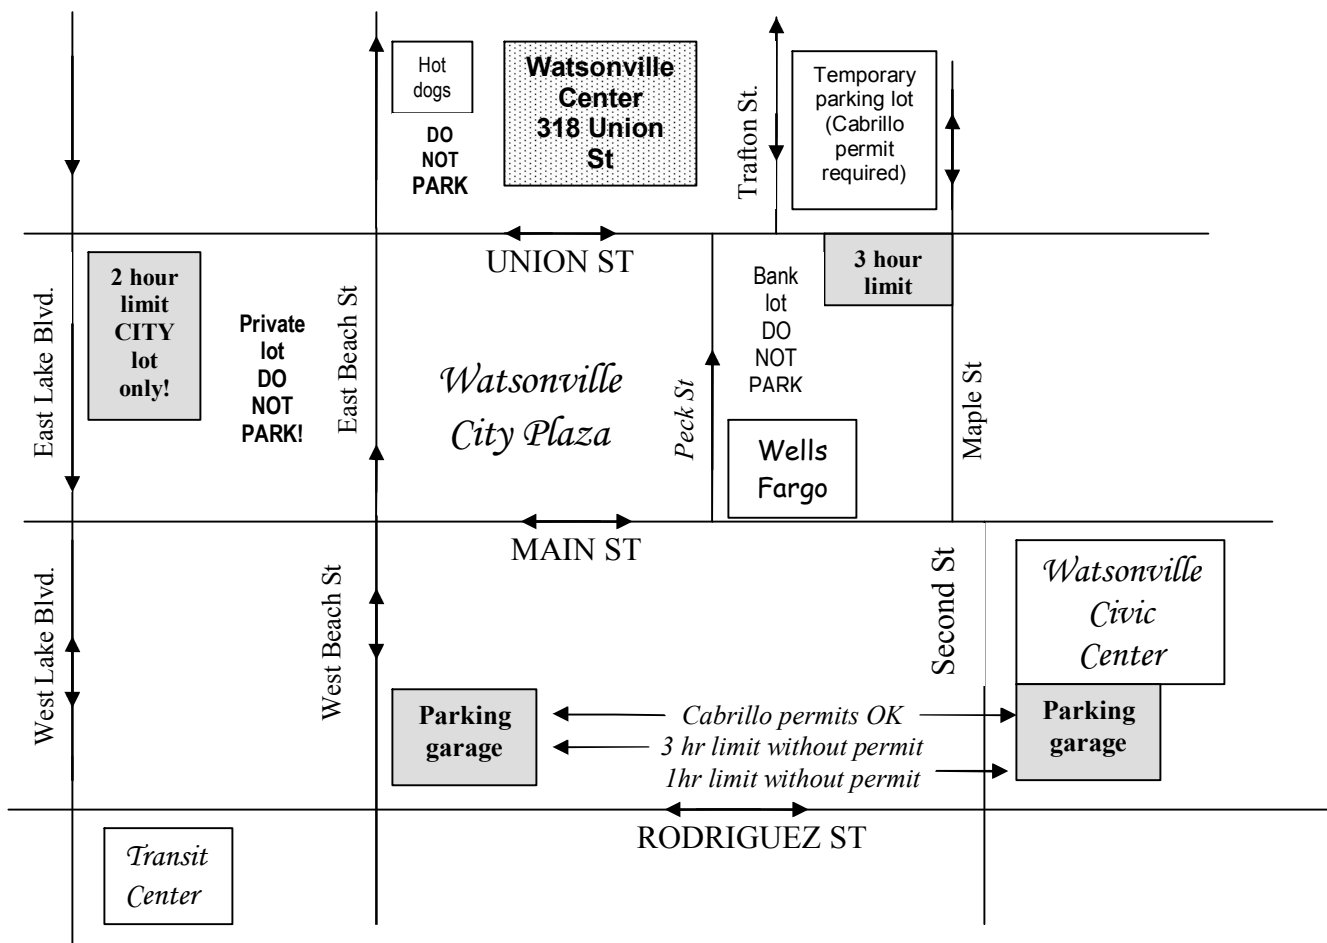 Hot
dogs
DO
NOT
PARK
Watsonville
Center
318 Union
St
Trafton St.
Temporary
parking lot
(Cabrillo
permit
required)
UNION ST
East Lake Blvd.
2 hour
limit
CITY
lot
only!
Private
lot
DO
NOT
PARK!
East Beach St
Watsonville
City Plaza
Peck St
Bank
lot
DO
NOT
PARK
3 hour
limit
Wells
Fargo
Maple St
MAIN ST
West Lake Blvd.
West Beach St
Second St
Watsonville
Civic
Center
Parking
garage
Cabrillo permits OK
3 hr limit without permit
1hr limit without permit
Parking
garage
RODRIGUEZ ST
Transit
Center